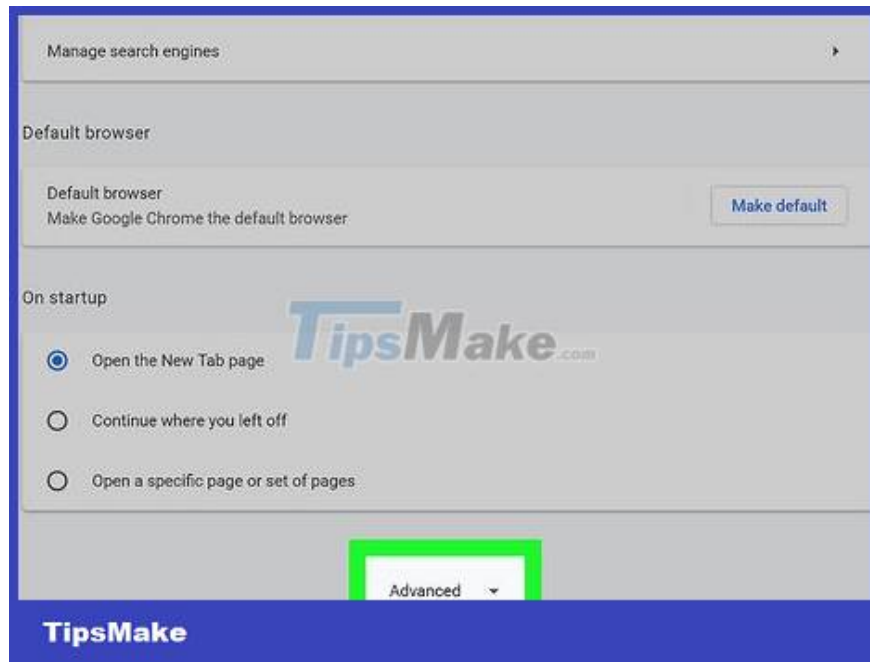 Manage search engines
Default browser
Default browser
Make Google Chrome the default browser
Make default
On startup
TipsMake.com
Open the New Tab page
Continue where you left off
Open a specific page or set of pages
Advanced
TipsMake